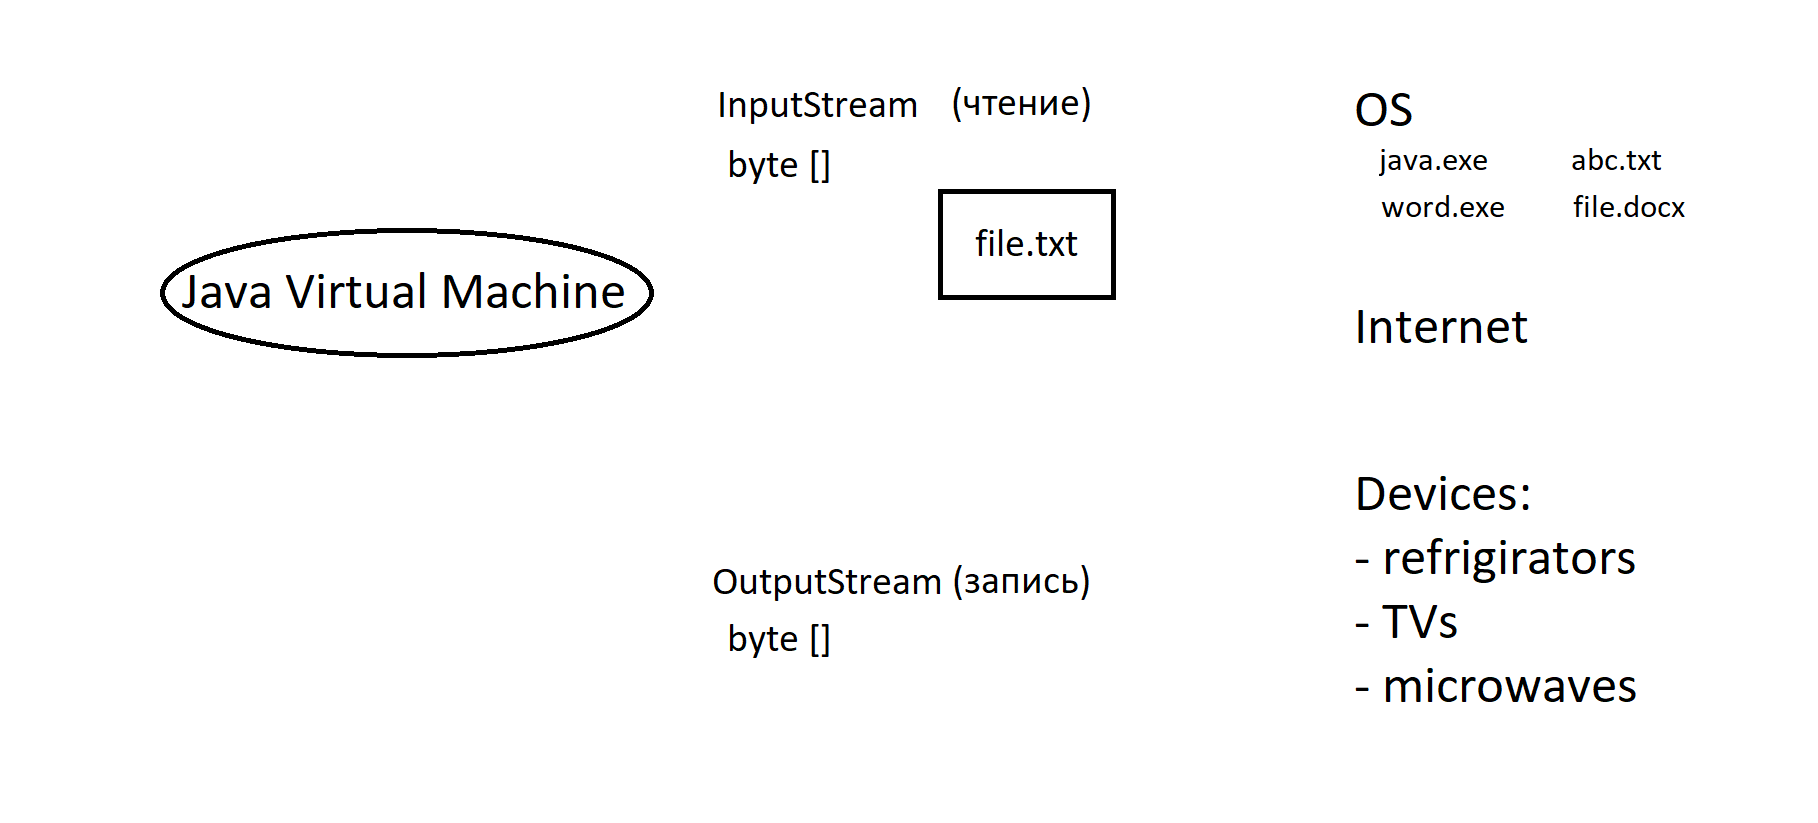 InputStream (чтение)
byte []
file.txt
Java Virtual Machine
OutputStream (запись)
byte []
OS
java.exe abc.txt
word.exe file.docx
Internet
Devices:
- refrigirators
- TVs
- microwaves